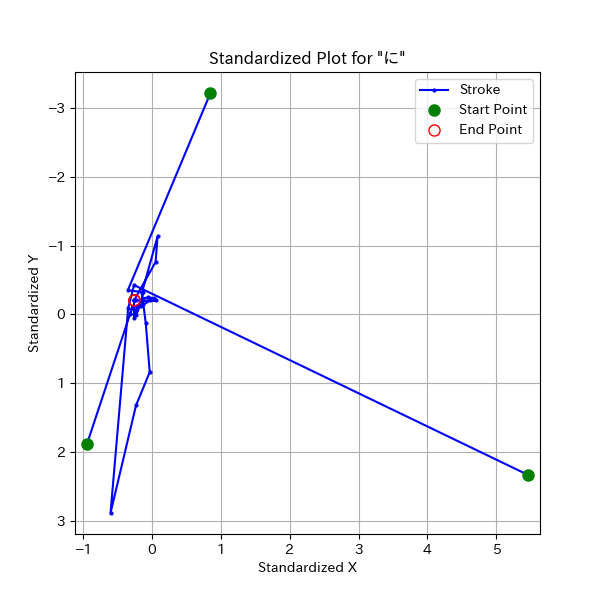 Standardized Plot for "に"
Stroke
Start Point
End Point
Standardized Y
−3
−2
−1
0
1
2
3
−1 0 1 2 3 4 5
Standardized X